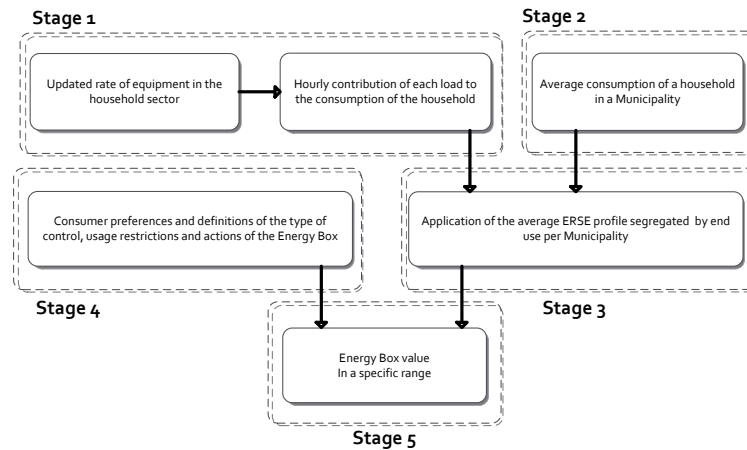 Stage 1
Stage 2
Updated rate of equipment in the
household sector
Hourly contribution of each load to
the consumption of the household
Average consumption of a household
in a Municipality
Consumer preferences and definitions of the type of
control, usage restrictions and actions of the Energy Box
Application of the average ERSE profile segregated by end
use per Municipality
Stage 4
Stage 3
Energy Box value
In a specific range
Stage 5